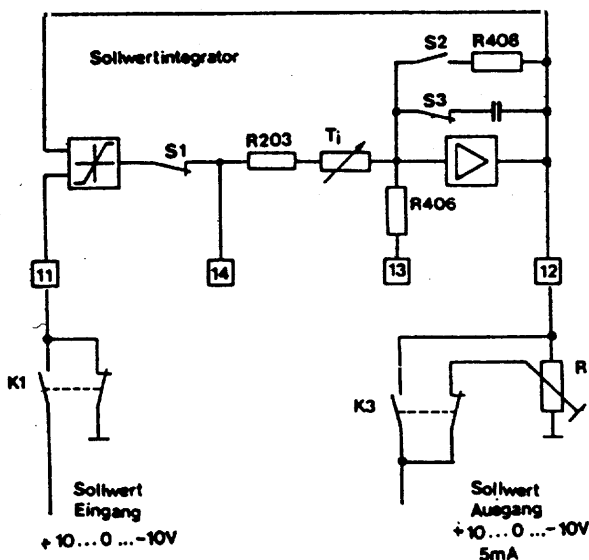 Sollwertintegrator
S2
R406
S3
S1
R203
Ti
R406
11
14
13
12
K1
K3
R
Sollwert
Eingang
+ 10...0 ...-10V
Sollwert
Ausgang
+10...0 ...-10V
5mA